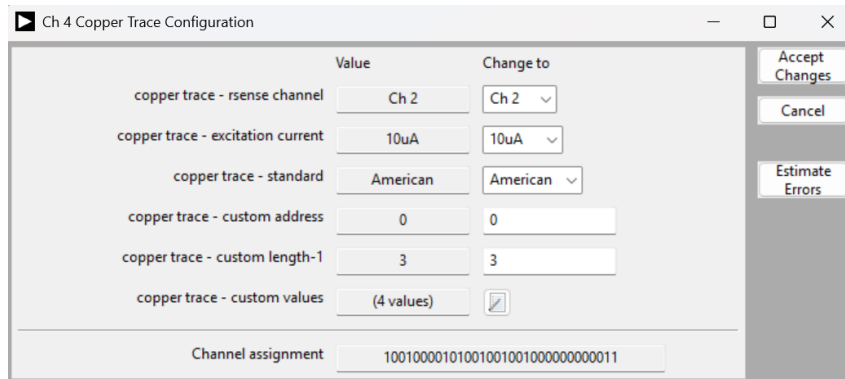 Ch 4 Copper Trace Configuration
Value Change to
copper trace - rsense channel Ch 2 Ch 2
copper trace - excitation current 10uA 10uA
copper trace - standard American American
copper trace - custom address 0 0
copper trace - custom length-1 3 3
copper trace - custom values (4 values)
Channel assignment 10010000101001001001000000000011
Accept
Changes
Cancel
Estimate
Errors